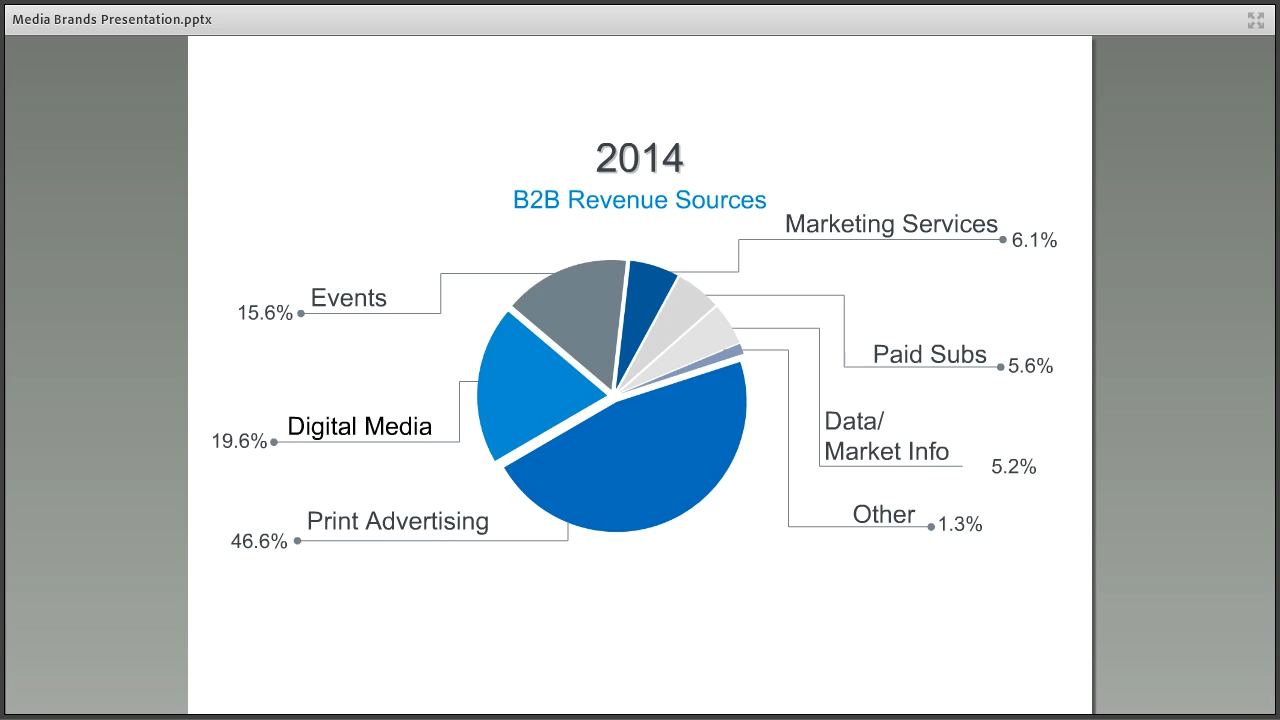 Media Brands Presentation.pptx
2014
B2B Revenue Sources
Marketing Services
6.1%
Events
15.6%
Paid Subs
5.6%
Digital Media
19.6%
Data/
Market Info
5.2%
Print Advertising
46.6%
Other
1.3%